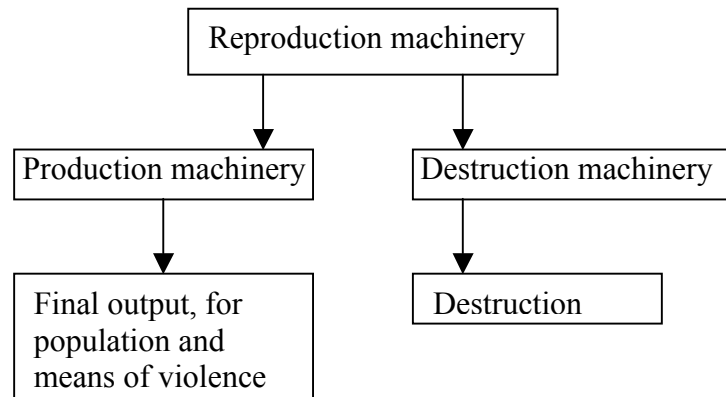 Reproduction machinery
Production machinery
Destruction machinery
Final output, for
population and
means of violence
Destruction